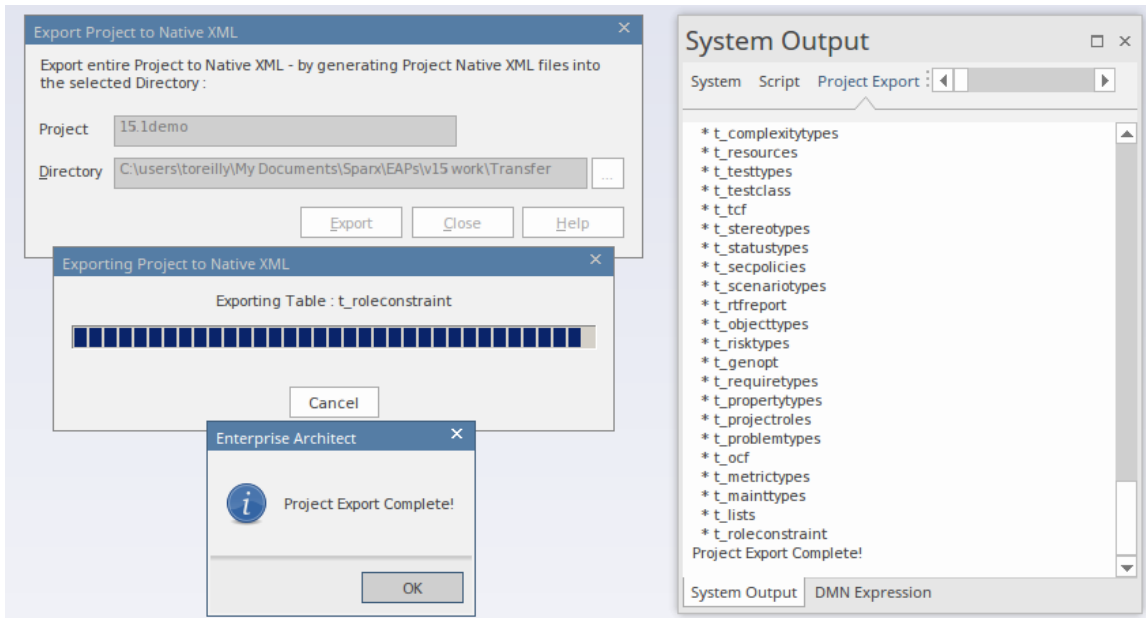 Export Project to Native XML
Export entire Project to Native XML - by generating Project Native XML files into
the selected Directory :
Project
15.1demo
Directory
C:\users\toreilly\My Documents\Sparx\EAPs\v15 work\Transfer
...
Export
Close
Help
Exporting Project to Native XML
Exporting Table : t_roleconstraint
Cancel
Enterprise Architect
Project Export Complete!
OK
System Output
System Script Project Export
* t_complexitytypes
* t_resources
* t_testtypes
* t_testclass
* t_tcf
* t_stereotypes
* t_statustypes
* t_secpolicies
* t_scenariotypes
* t_rtfreport
* t_objecttypes
* t_risktypes
* t_genopt
* t_requiretypes
* t_propertytypes
* t_projectroles
* t_problemtypes
* t_ocf
* t_metrictypes
* t_mainttypes
* t_lists
* t_roleconstraint
Project Export Complete!
System Output DMN Expression